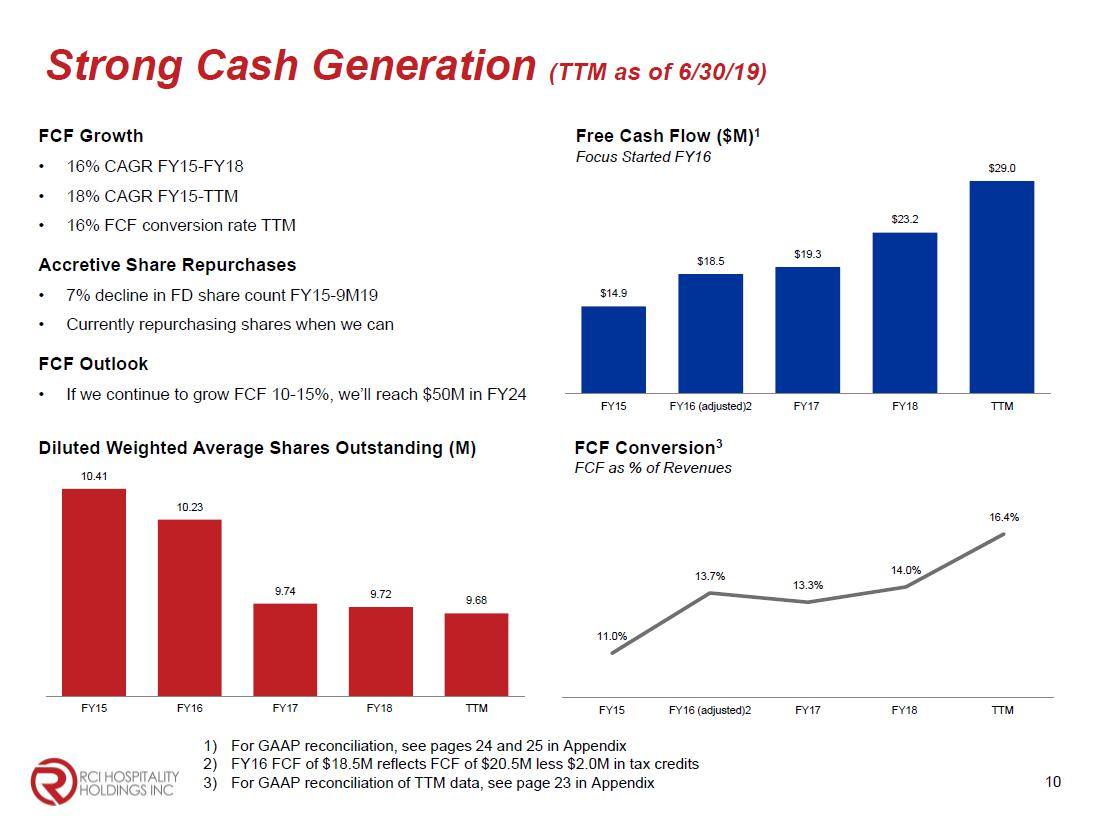 Strong Cash Generation (TTM as of 6/30/19)
FCF Growth
• 16% CAGR FY15-FY18
• 18% CAGR FY15-TTM
• 16% FCF conversion rate TTM
Accretive Share Repurchases
• 7% decline in FD share count FY15-9M19
• Currently repurchasing shares when we can
FCF Outlook
• If we continue to grow FCF 10-15%, we’ll reach $50M in FY24
Free Cash Flow ($M)¹
Focus Started FY16
$14.9
$18.5
$19.3
$23.2
$29.0
FY15 FY16 (adjusted)2 FY17 FY18 TTM
Diluted Weighted Average Shares Outstanding (M)
10.41
10.23
9.74
9.72
9.68
FY15 FY16 FY17 FY18 TTM
FCF Conversion³
FCF as % of Revenues
11.0%
13.7%
13.3%
14.0%
16.4%
FY15 FY16 (adjusted)2 FY17 FY18 TTM
1) For GAAP reconciliation, see pages 24 and 25 in Appendix
2) FY16 FCF of $18.5M reflects FCF of $20.5M less $2.0M in tax credits
3) For GAAP reconciliation of TTM data, see page 23 in Appendix
RCI HOSPITALITY
HOLDINGS INC
10